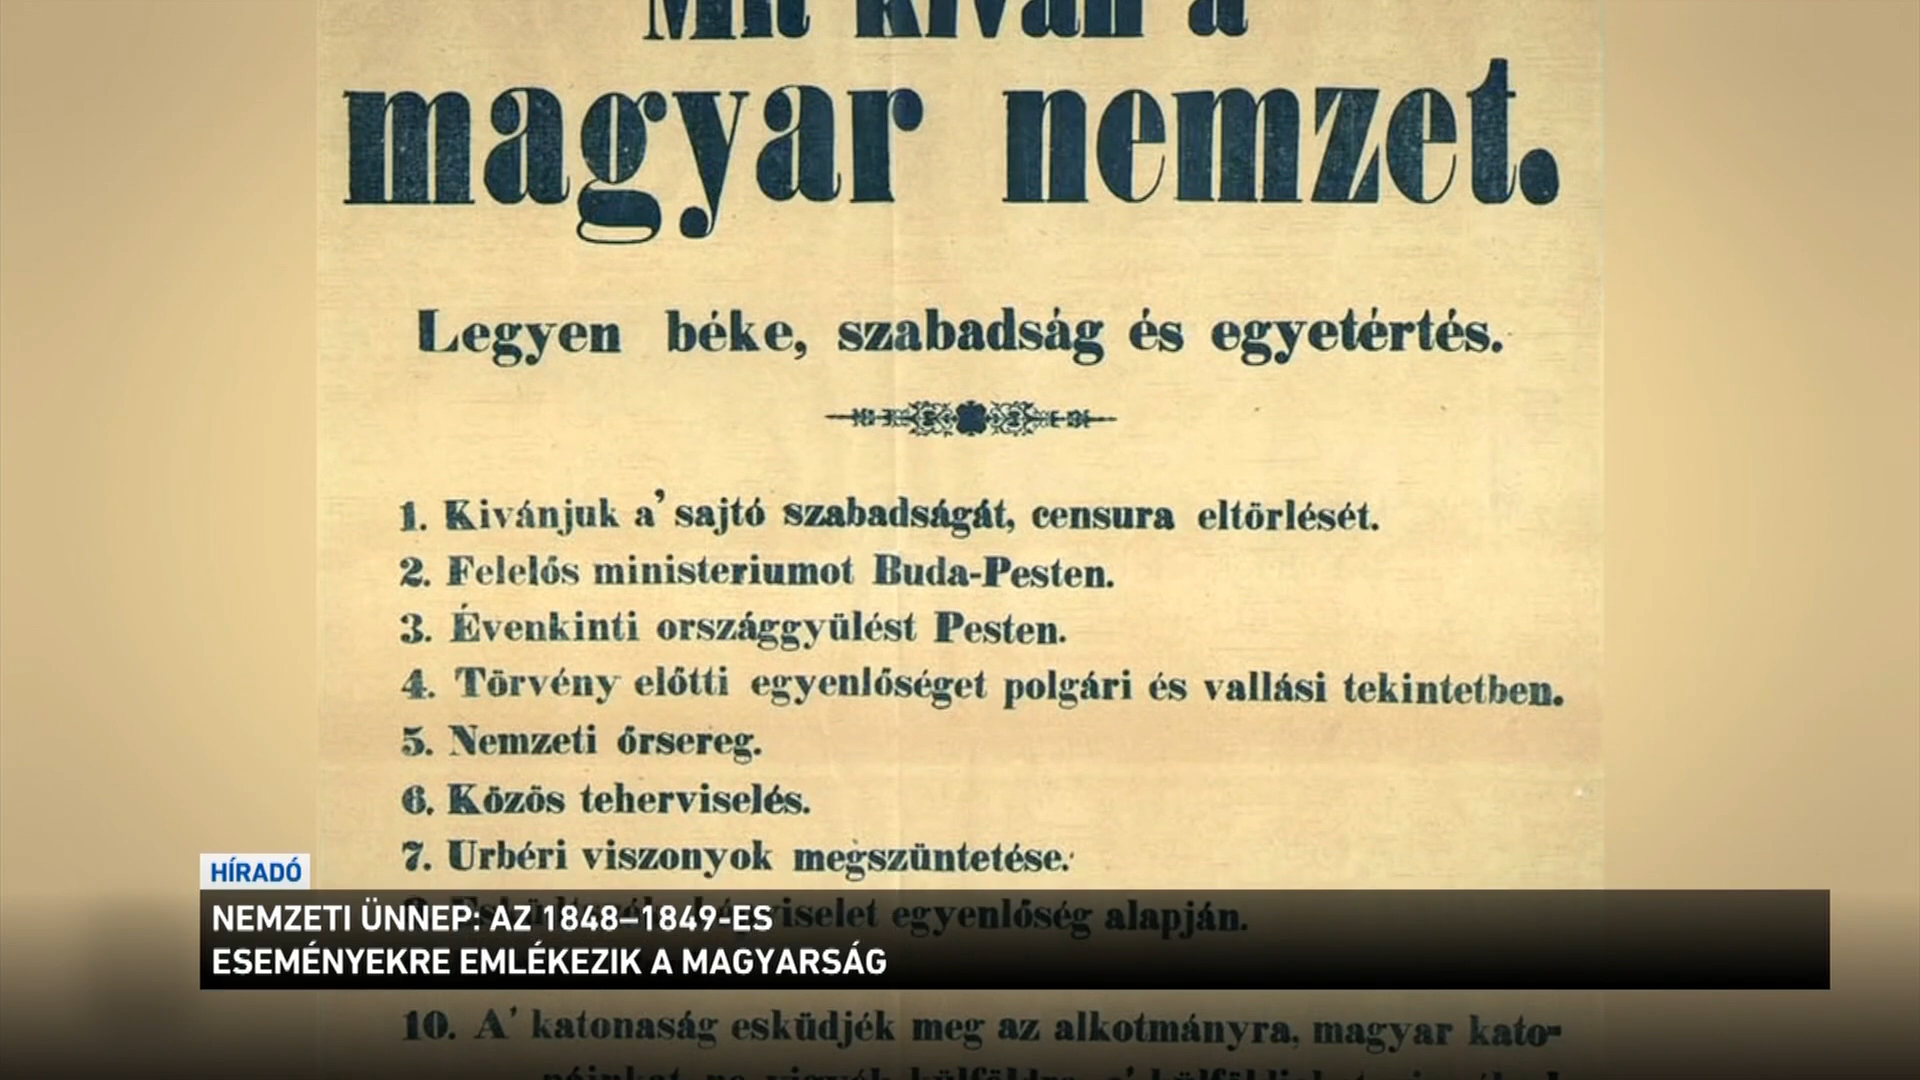 Mit kiván a
magyar nemzet.
Legyen béke, szabadság és egyetértés.
1. Kivánjuk a' sajtó szabadságát, censura eltörlését.
2. Felelős ministeriumot Buda-Pesten.
3. Évenkinti országgyülést Pesten.
4. Törvény előtti egyenlőséget polgári és vallási tekintetben.
5. Nemzeti őrsereg.
6. Közös teherviselés.
7. Urbéri viszonyok megszüntetése.
HÍRADÓ
egyenlőség alapján.
NEMZETI ÜNNEP: AZ 1848–1849-ES
ESEMÉNYEKRE EMLÉKEZIK A MAGYARSÁG
10. A' katonaság esküdjék meg az alkotmányra, magyar kato-